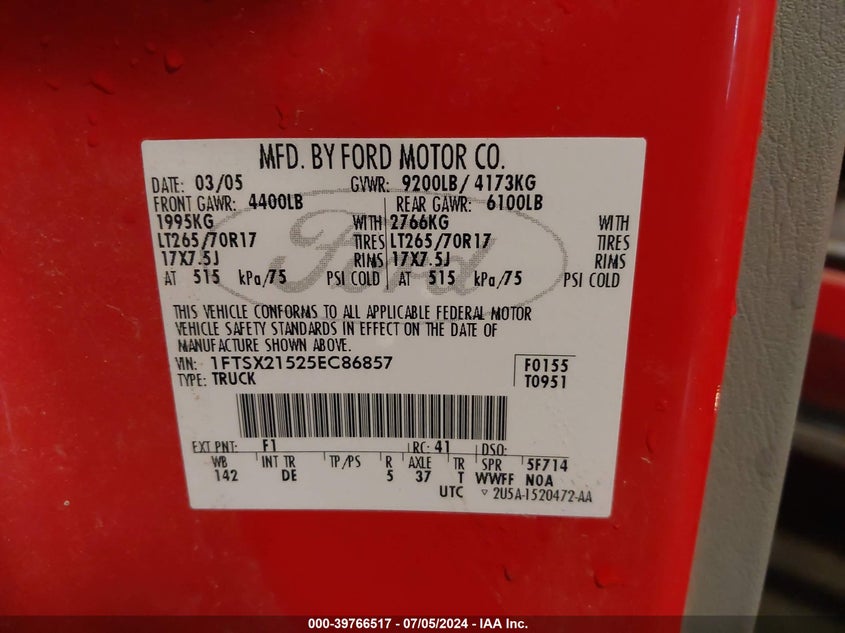 MFD. BY FORD MOTOR CO.
DATE: 03/05 GVWR: 9200LB/ 4173KG
FRONT GAWR: 4400LB REAR GAWR: 6100LB
1995KG WITH 2766KG WITH
LT265/70R17 TIRES LT265/70R17 TIRES
17X7.5J RIMS 17X7.5J RIMS
AT 515 kPa/75 PSI COLD AT 515 kPa/75 PSI COLD
Ford
THIS VEHICLE CONFORMS TO ALL APPLICABLE FEDERAL MOTOR
VEHICLE SAFETY STANDARDS IN EFFECT ON THE DATE OF
MANUFACTURE SHOWN ABOVE.
VIN: 1FTSX21525EC86857 F0155
TYPE: TRUCK T0951
EXT PNT: F1 RC: 41 DSO:
WB INT TR TP/PS R AXLE TR SPR 5F714
142 DE 5 37 T WWFF NOA
UTC ▽ 2U5A-1520472-AA
000-39766517 / 07/05/2024 - IAA Inc.